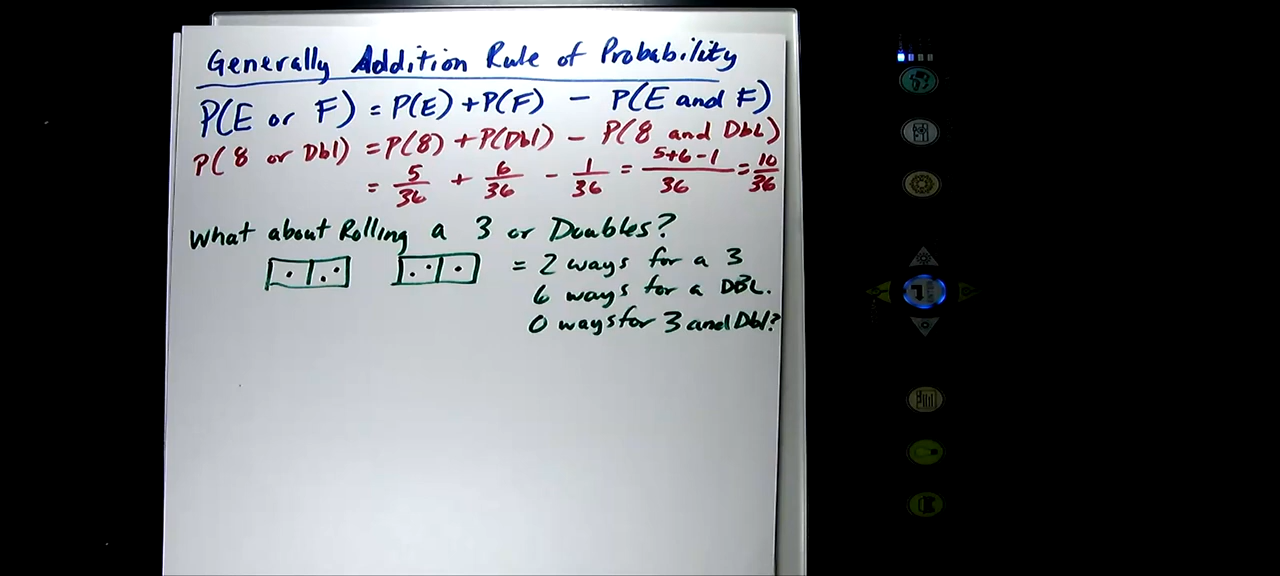 Generally Addition Rule of Probability
P(E or F) = P(E) + P(F) - P(E and F)
P(8 or Dbl) = P(8) + P(Dbl) - P(8 and DbL)
= 5/36 + 6/36 - 1/36 = 5+6-1/36 = 10/36
What about Rolling a 3 or Doubles?
= 2 ways for a 3
6 ways for a DBL.
0 ways for 3 and Dbl?